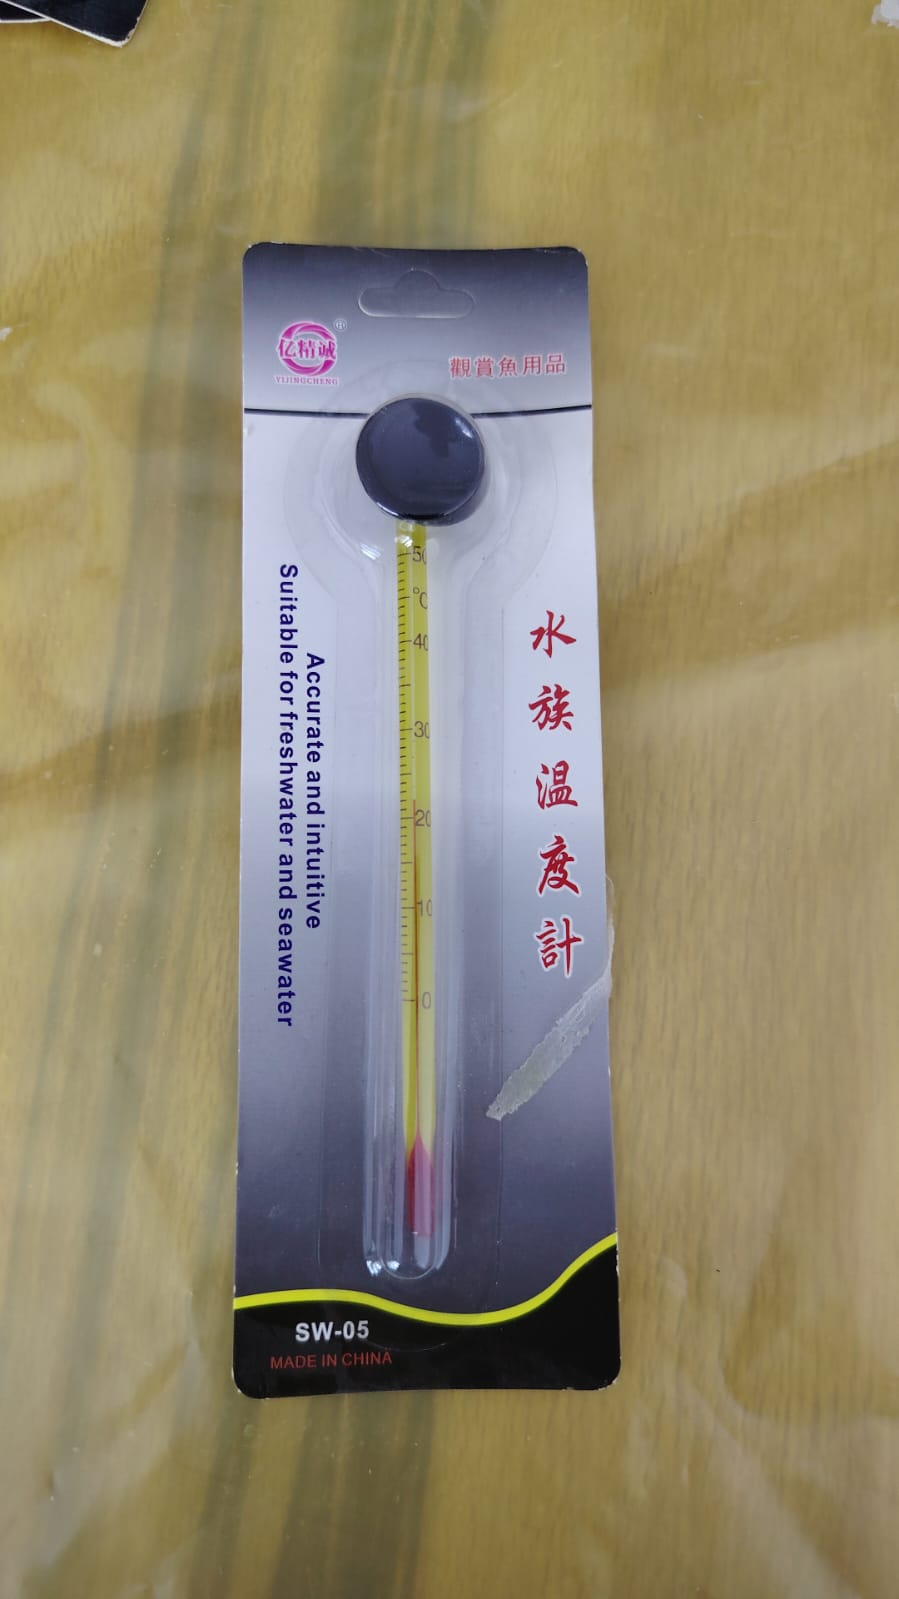 亿精诚
®
YIJINGCHENG
觀賞魚用品
50
°C
40
30
20
10
0
Accurate and intuitive
Suitable for freshwater and seawater
水族温度計
SW-05
MADE IN CHINA